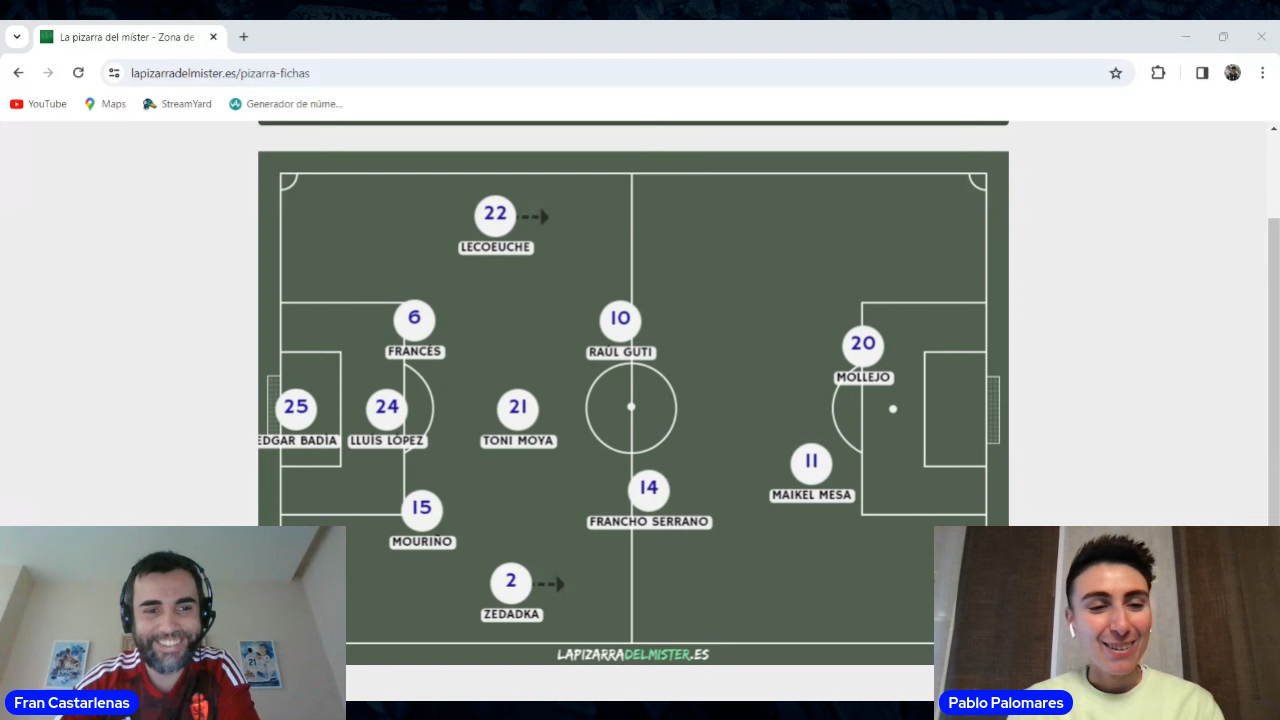 La pizarra del míster - Zona de
lapizarradelmister.es/pizarra-fichas
YouTube
Maps
StreamYard
Generador de núme...
22
LECOEUCHE
6
FRANCÉS
10
RAÚL GUTI
20
MOLLEJO
25
EDGAR BADÍA
24
LLUÍS LÓPEZ
21
TONI MOYA
11
MAIKEL MESA
14
FRANCHO SERRANO
15
MOURIÑO
2
ZEDADKA
LAPIZARRADELMISTER.ES
Fran Castarlenas
Pablo Palomares